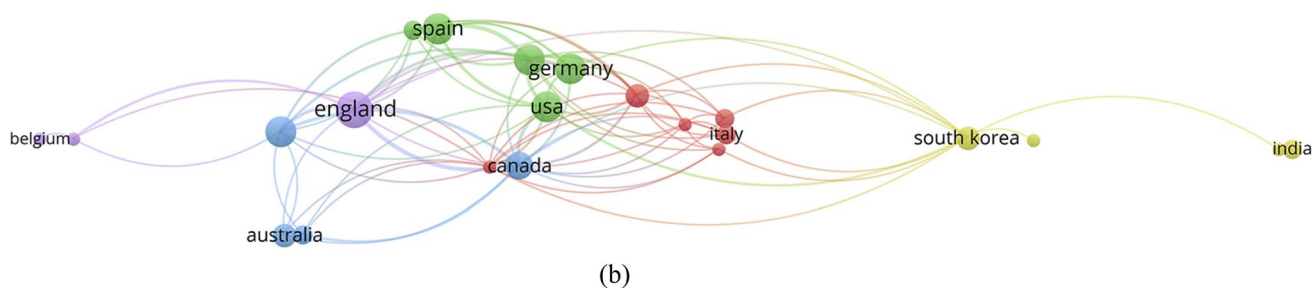 spain
germany
england
usa
belgium
italy
south korea
india
canada
australia
(b)